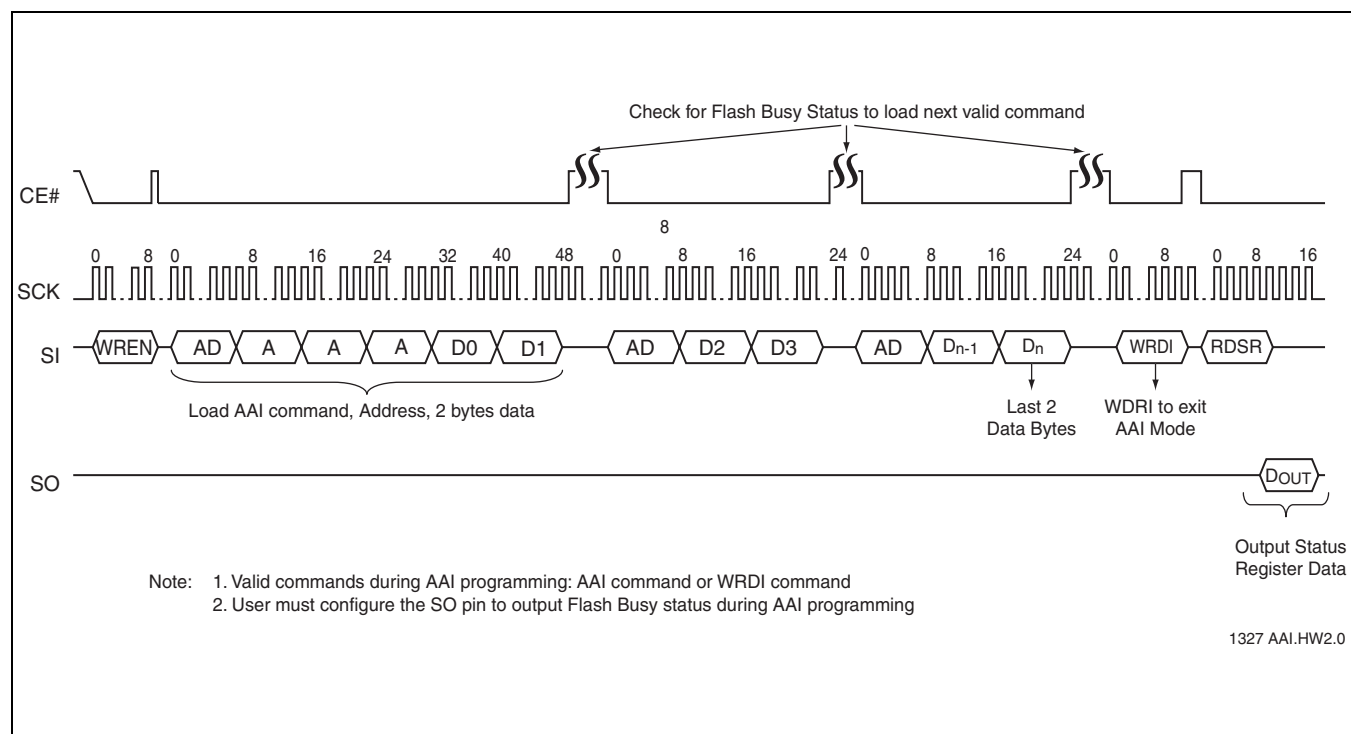 Check for Flash Busy Status to load next valid command
CE#
8
0 8 0 8 16 24 32 40 48 0 8 16 24 0 8 16 24 0 8 0 8 16
SCK
SI WREN AD A A A D0 D1 AD D2 D3 AD Dn-1 Dn WRDI RDSR
Load AAI command, Address, 2 bytes data
Last 2
Data Bytes
WDRI to exit
AAI Mode
SO DOUT
Output Status
Register Data
Note: 1. Valid commands during AAI programming: AAI command or WRDI command
2. User must configure the SO pin to output Flash Busy status during AAI programming
1327 AAI.HW2.0